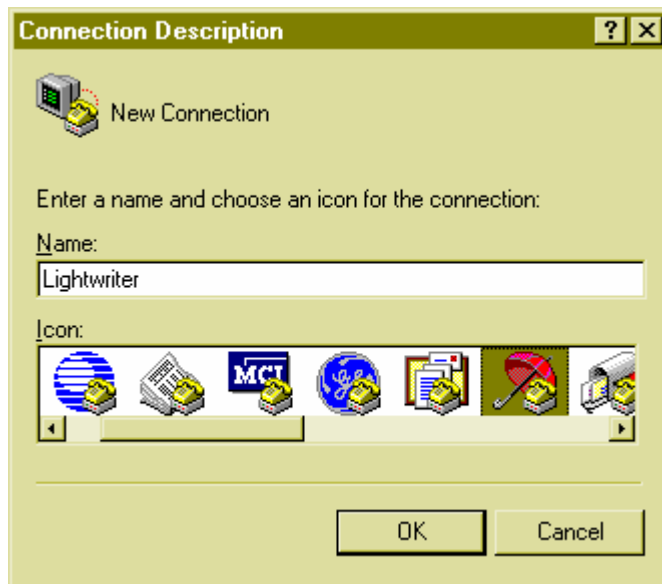 Connection Description
New Connection
Enter a name and choose an icon for the connection:
Name:
Lightwriter
Icon:
MCI
OK Cancel